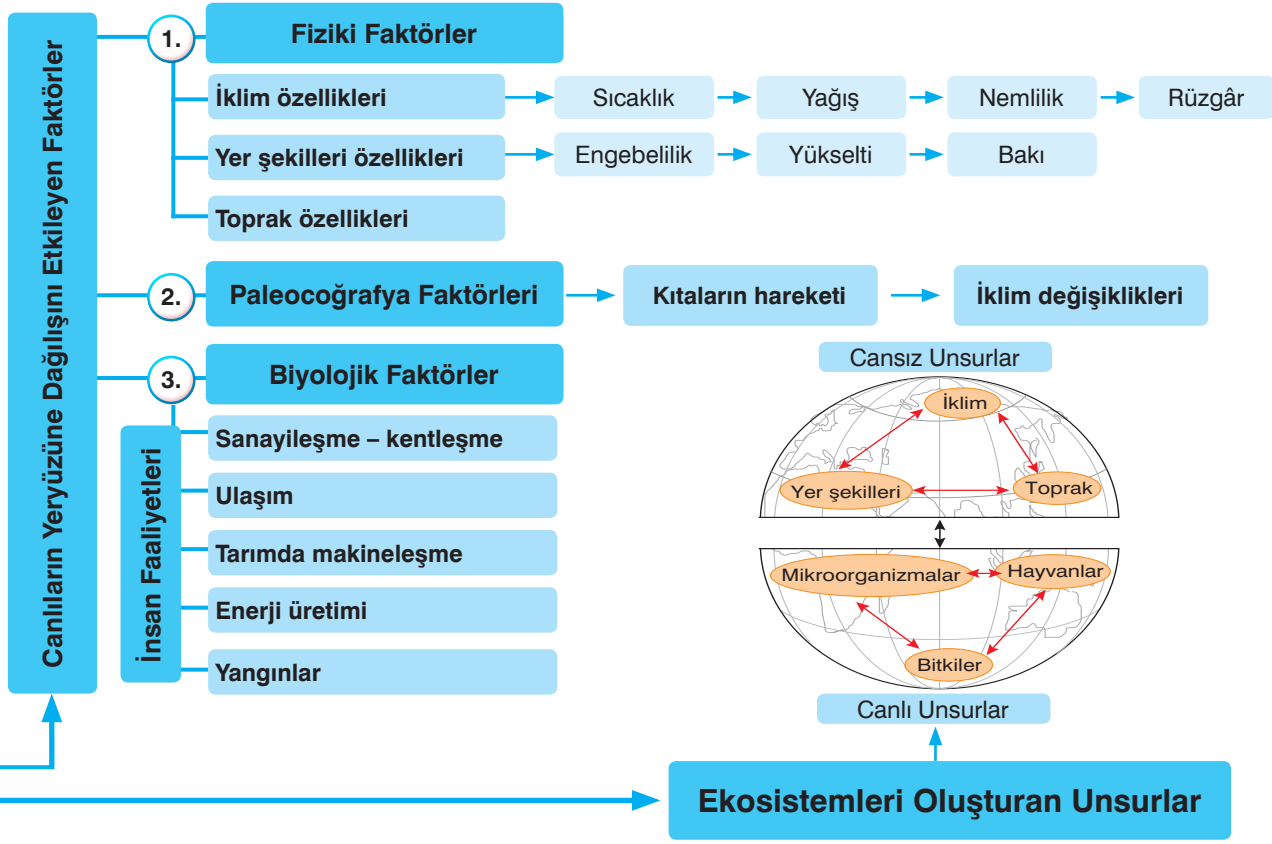 Canlıların Yeryüzüne Dağılışını Etkileyen Faktörler
1.
Fiziki Faktörler
İklim özellikleri
Sıcaklık
Yağış
Nemlilik
Rüzgâr
Yer şekilleri özellikleri
Engebelilik
Yükselti
Bakı
Toprak özellikleri
2.
Paleocoğrafya Faktörleri
Kıtaların hareketi
İklim değişiklikleri
3.
Biyolojik Faktörler
İnsan Faaliyetleri
Sanayileşme – kentleşme
Ulaşım
Tarımda makineleşme
Enerji üretimi
Yangınlar
Cansız Unsurlar
İklim
Yer şekilleri
Toprak
Mikroorganizmalar
Hayvanlar
Bitkiler
Canlı Unsurlar
Ekosistemleri Oluşturan Unsurlar